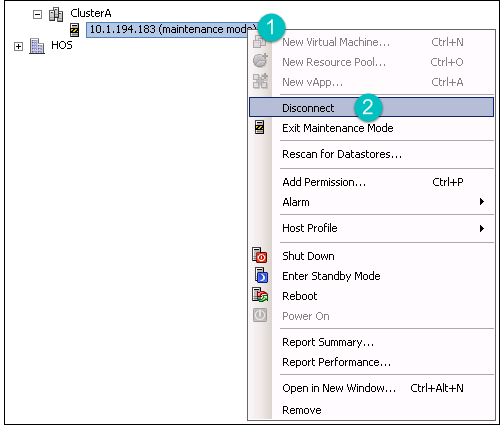 ClusterA
10.1.194.183 (maintenance mode)
HOS
1
New Virtual Machine... Ctrl+N
New Resource Pool... Ctrl+O
New vApp... Ctrl+A
Disconnect 2
Exit Maintenance Mode
Rescan for Datastores...
Add Permission... Ctrl+P
Alarm
Host Profile
Shut Down
Enter Standby Mode
Reboot
Power On
Report Summary...
Report Performance...
Open in New Window... Ctrl+Alt+N
Remove